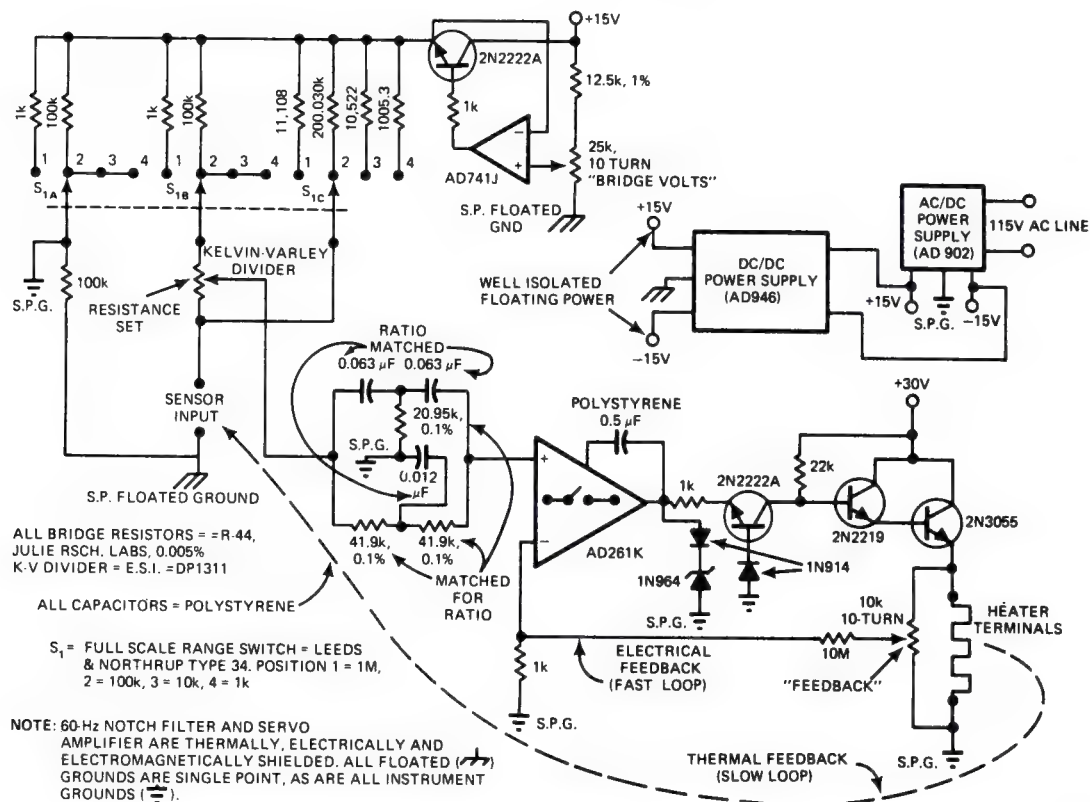 +15V
2N2222A
12.5k, 1%
1k
100k
1k
100k
11,108
200.030k
10,522
1005.3
1k
25k,
10 TURN
"BRIDGE VOLTS"
−
+
AD741J
1 2 3 4
1 2 3 4
1 2 3 4
S1A
S1B
S1C
S.P. FLOATED
GND
+15V
AC/DC
POWER
SUPPLY
(AD 902)
115V AC LINE
WELL ISOLATED
FLOATING POWER
DC/DC
POWER SUPPLY
(AD946)
+15V
S.P.G.
−15V
−15V
S.P.G.
100k
KELVIN-VARLEY
DIVIDER
RESISTANCE
SET
SENSOR
INPUT
S.P. FLOATED GROUND
RATIO
MATCHED
0.063 µF 0.063 µF
20.95k,
0.1%
S.P.G.
0.012
µF
41.9k,
0.1%
41.9k,
0.1%
MATCHED
FOR
RATIO
POLYSTYRENE
0.5 µF
+
−
AD261K
1k
2N2222A
+30V
22k
2N2219
2N3055
1N914
1N964
S.P.G.
10k
10-TURN
HEATER
TERMINALS
10M
"FEEDBACK"
1k
ELECTRICAL
FEEDBACK
(FAST LOOP)
S.P.G.
S.P.G.
THERMAL FEEDBACK
(SLOW LOOP)
ALL BRIDGE RESISTORS = =R-44,
JULIE RSCH. LABS, 0.005%
K-V DIVIDER = E.S.I. =DP1311
ALL CAPACITORS = POLYSTYRENE
S1 = FULL SCALE RANGE SWITCH = LEEDS
& NORTHRUP TYPE 34. POSITION 1 = 1M,
2 = 100k, 3 = 10k, 4 = 1k
NOTE: 60-Hz NOTCH FILTER AND SERVO
AMPLIFIER ARE THERMALLY, ELECTRICALLY AND
ELECTROMAGNETICALLY SHIELDED. ALL FLOATED ( )
GROUNDS ARE SINGLE POINT, AS ARE ALL INSTRUMENT
GROUNDS ( ).